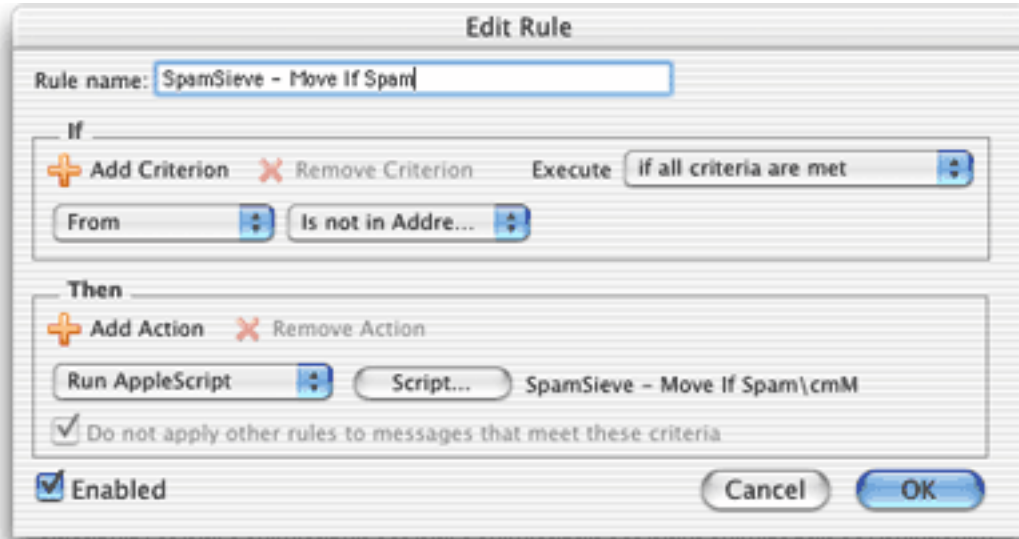 Edit Rule
Rule name: SpamSieve - Move If Spam
If
Add Criterion Remove Criterion Execute if all criteria are met
From Is not in Addre...
Then
Add Action Remove Action
Run AppleScript Script... SpamSieve - Move If Spam\cmM
Do not apply other rules to messages that meet these criteria
Enabled Cancel OK